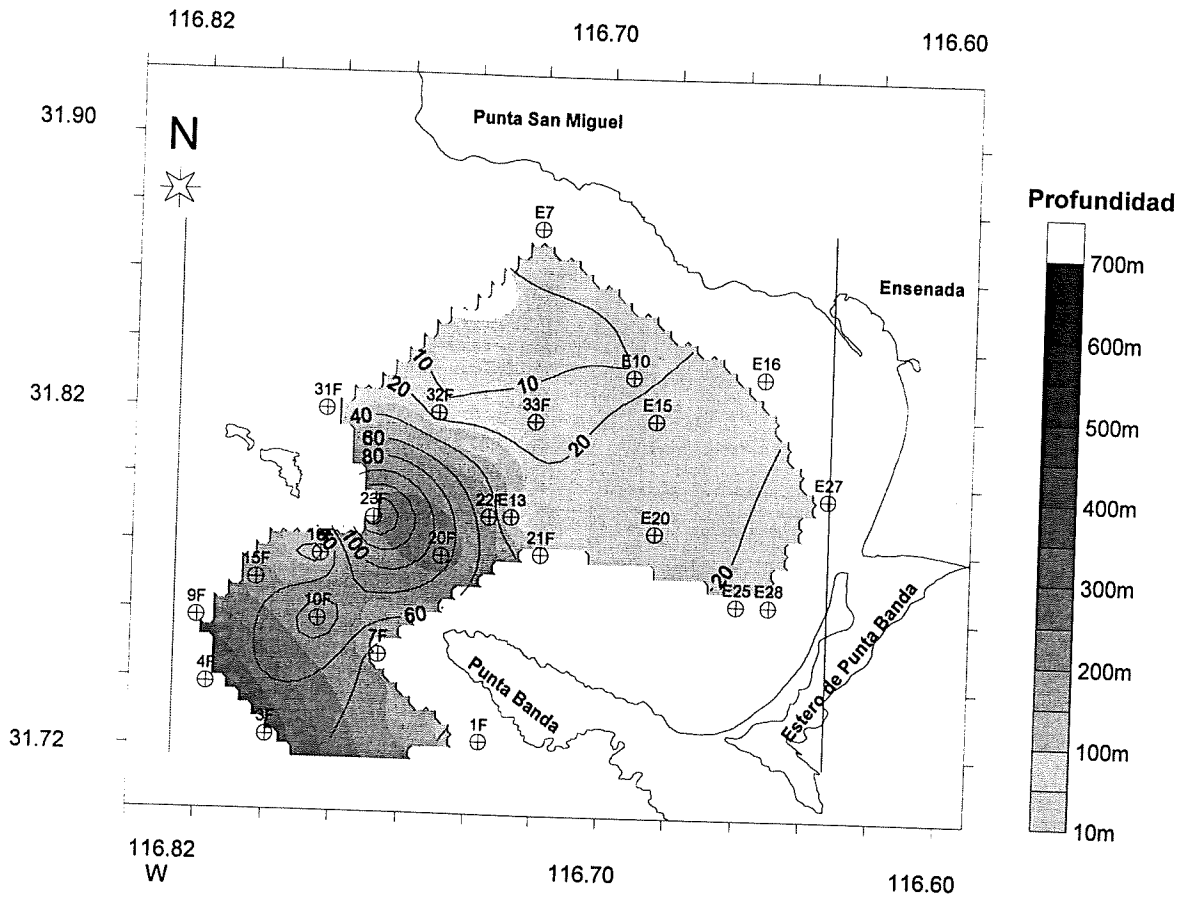 116.82
116.70
116.60
31.90
N
Punta San Miguel
Profundidad
E7
700m
Ensenada
600m
10
E10
E16
31.82
31F
20
32F
10
33F
E15
40
20
500m
60
80
23F
22F
E13
E27
400m
100
20F
21F
E20
15F
20
300m
9F
10F
60
E25
E28
7F
4F
Punta Banda
Estero de Punta Banda
200m
3F
1F
31.72
100m
10m
116.82
W
116.70
116.60